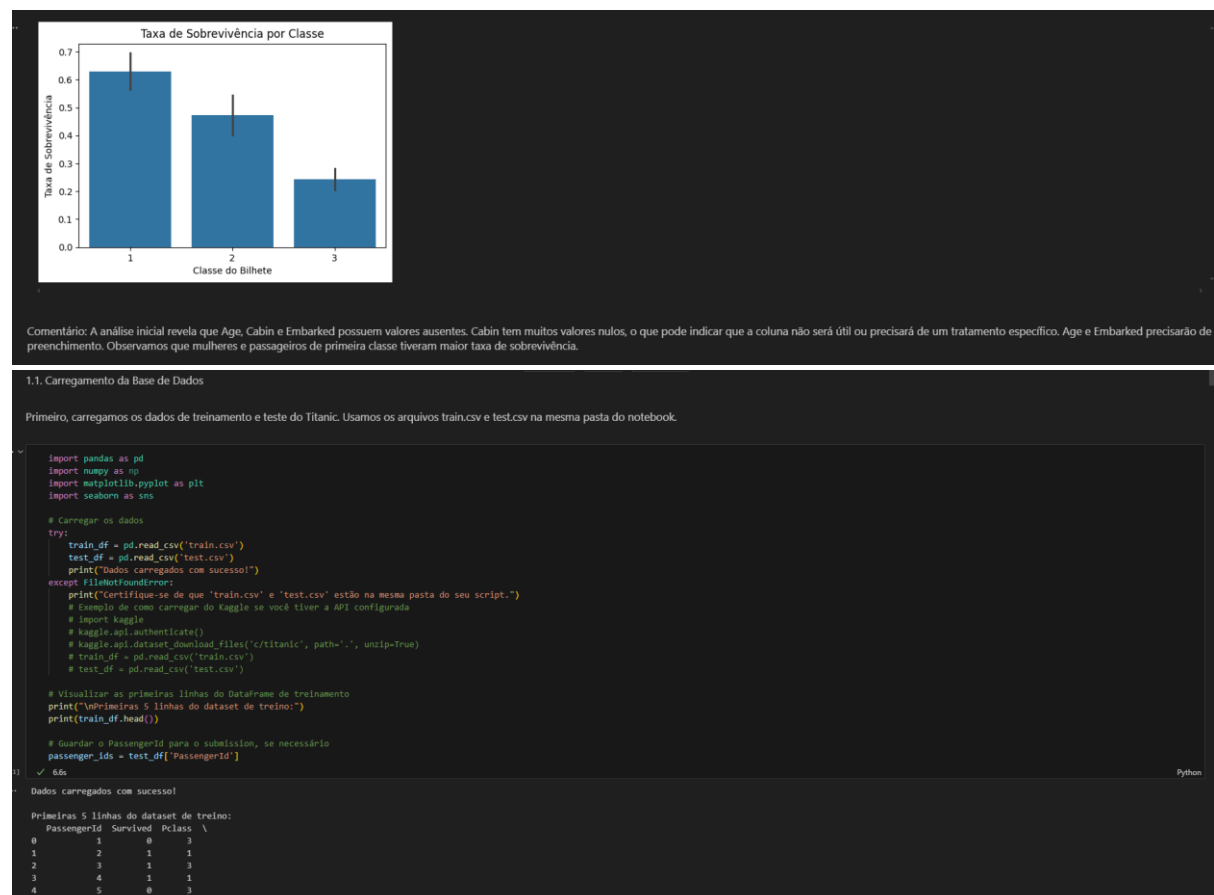 Taxa de Sobrevivência por Classe
0.7
0.6
0.5
0.4
0.3
0.2
0.1
0.0
Taxa de Sobrevivência
1 2 3
Classe do Bilhete
Comentário: A análise inicial revela que Age, Cabin e Embarked possuem valores ausentes. Cabin tem muitos valores nulos, o que pode indicar que a coluna não será útil ou precisará de um tratamento específico. Age e Embarked precisarão de
preenchimento. Observamos que mulheres e passageiros de primeira classe tiveram maior taxa de sobrevivência.
1.1. Carregamento da Base de Dados
Primeiro, carregamos os dados de treinamento e teste do Titanic. Usamos os arquivos train.csv e test.csv na mesma pasta do notebook.
import pandas as pd
import numpy as np
import matplotlib.pyplot as plt
import seaborn as sns
# Carregar os dados
try:
    train_df = pd.read_csv('train.csv')
    test_df = pd.read_csv('test.csv')
    print("Dados carregados com sucesso!")
except FileNotFoundError:
    print("Certifique-se de que 'train.csv' e 'test.csv' estão na mesma pasta do seu script.")
    # Exemplo de como carregar do Kaggle se você tiver a API configurada
    # import kaggle
    # kaggle.api.authenticate()
    # kaggle.api.dataset_download_files('c/titanic', path='.', unzip=True)
    # train_df = pd.read_csv('train.csv')
    # test_df = pd.read_csv('test.csv')
# Visualizar as primeiras linhas do DataFrame de treinamento
print("\nPrimeiras 5 linhas do dataset de treino:")
print(train_df.head())
# Guardar o PassengerId para o submission, se necessário
passenger_ids = test_df['PassengerId']
1] ✓ 6.6s Python
Dados carregados com sucesso!
Primeiras 5 linhas do dataset de treino:
PassengerId Survived Pclass \
0 1 0 3
1 2 1 1
2 3 1 3
3 4 1 1
4 5 0 3